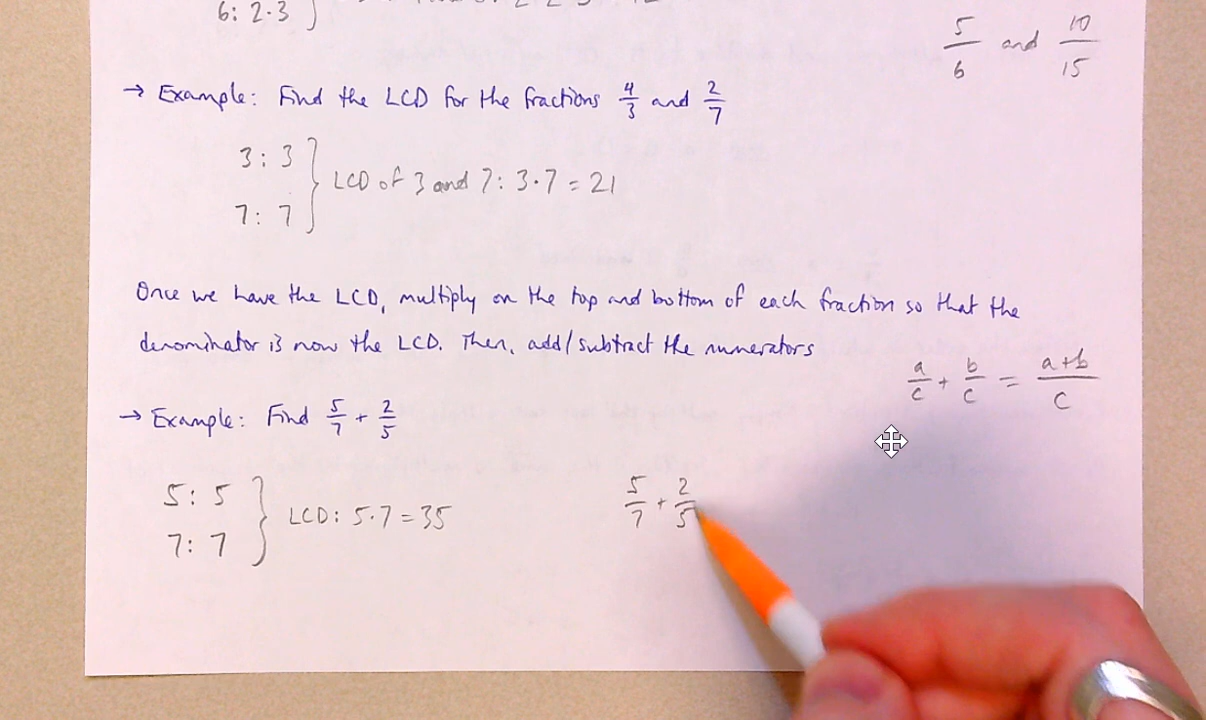 6: 2·3 }
5/6 and 10/15
→ Example: Find the LCD for the fractions 4/3 and 2/7
3: 3
7: 7 } LCD of 3 and 7: 3·7 = 21
Once we have the LCD, multiply on the top and bottom of each fraction so that the
denominator is now the LCD. Then, add/subtract the numerators
a/c + b/c = a+b/c
→ Example: Find 5/7 + 2/5
5: 5
7: 7 } LCD: 5·7 = 35
5/7 + 2/5